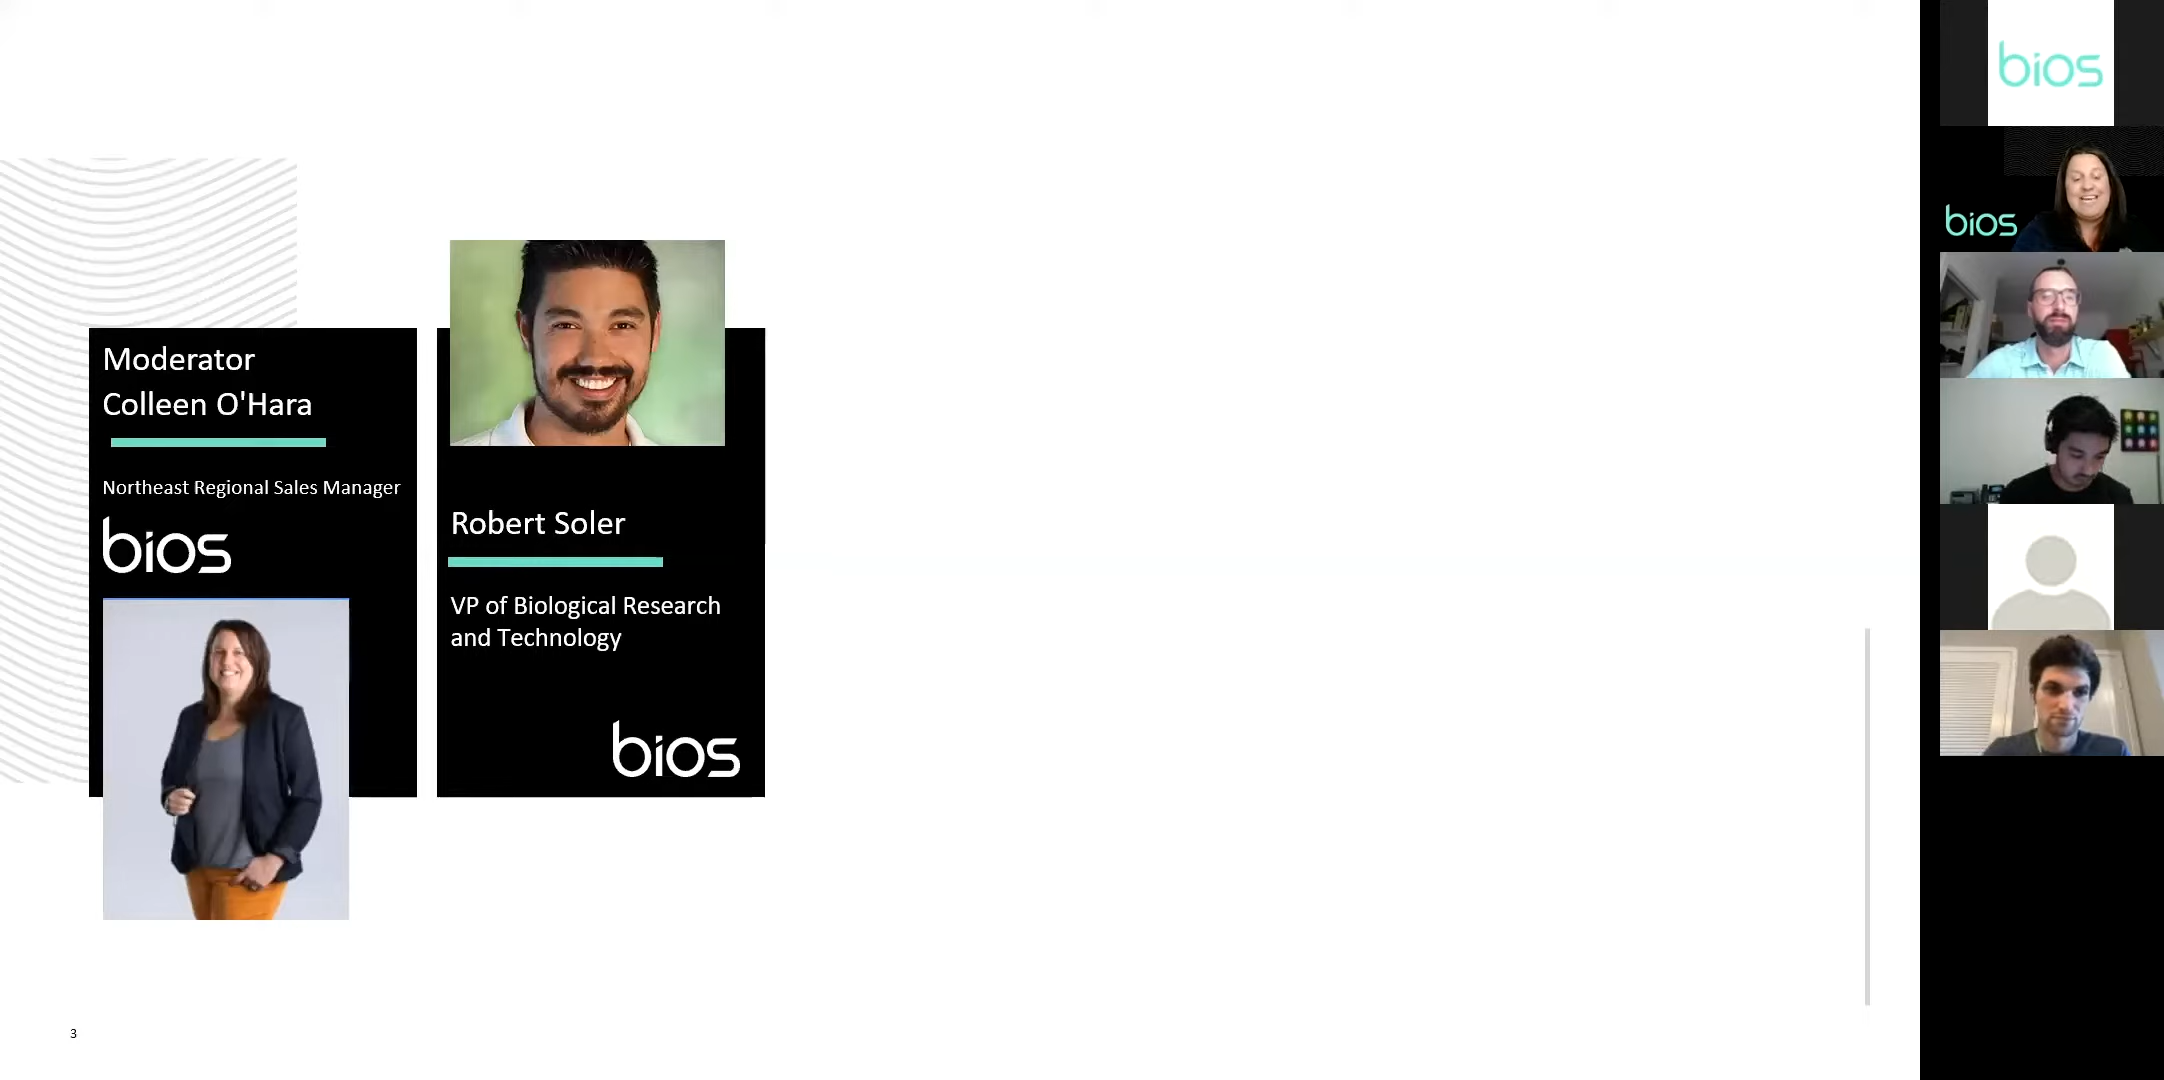 Moderator
Colleen O'Hara
Northeast Regional Sales Manager
bios
Robert Soler
VP of Biological Research
and Technology
bios
3
bios
bios